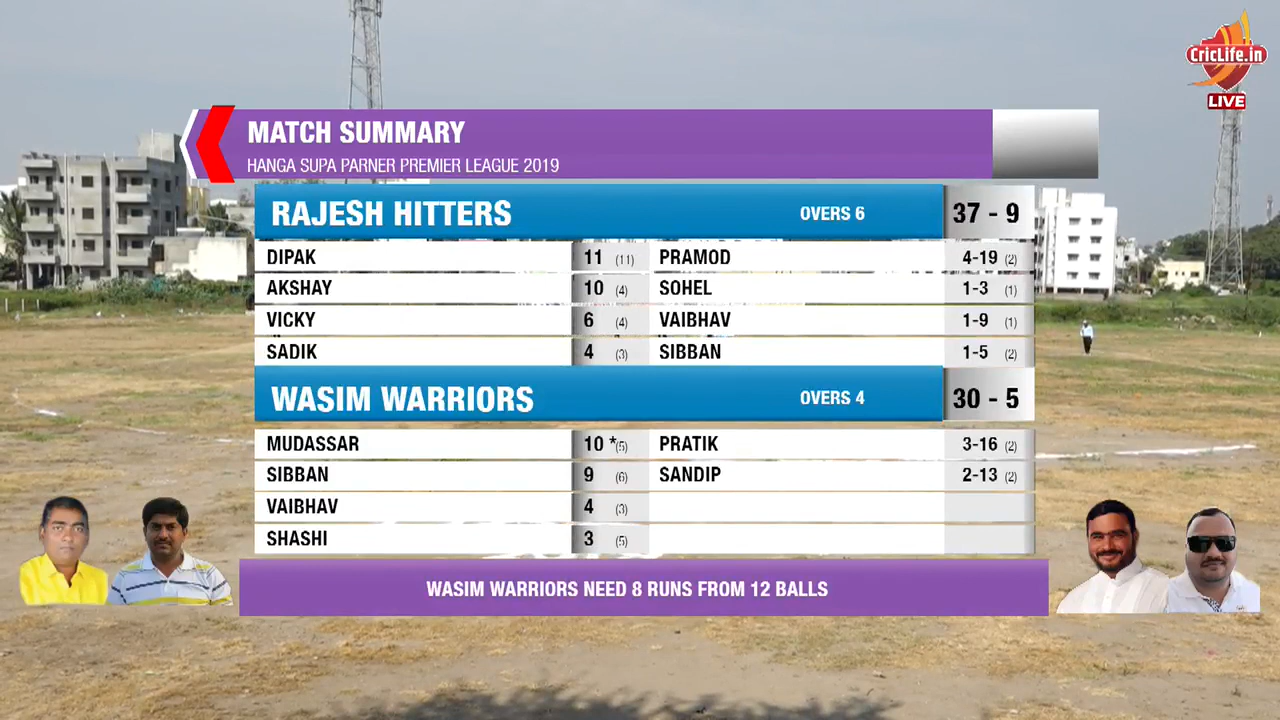 CricLife.in
LIVE
MATCH SUMMARY
HANGA SUPA PARNER PREMIER LEAGUE 2019
RAJESH HITTERS OVERS 6 37 - 9
DIPAK 11 (11) PRAMOD 4-19 (2)
AKSHAY 10 (4) SOHEL 1-3 (1)
VICKY 6 (4) VAIBHAV 1-9 (1)
SADIK 4 (3) SIBBAN 1-5 (2)
WASIM WARRIORS OVERS 4 30 - 5
MUDASSAR 10 *(5) PRATIK 3-16 (2)
SIBBAN 9 (6) SANDIP 2-13 (2)
VAIBHAV 4 (3)
SHASHI 3 (5)
WASIM WARRIORS NEED 8 RUNS FROM 12 BALLS